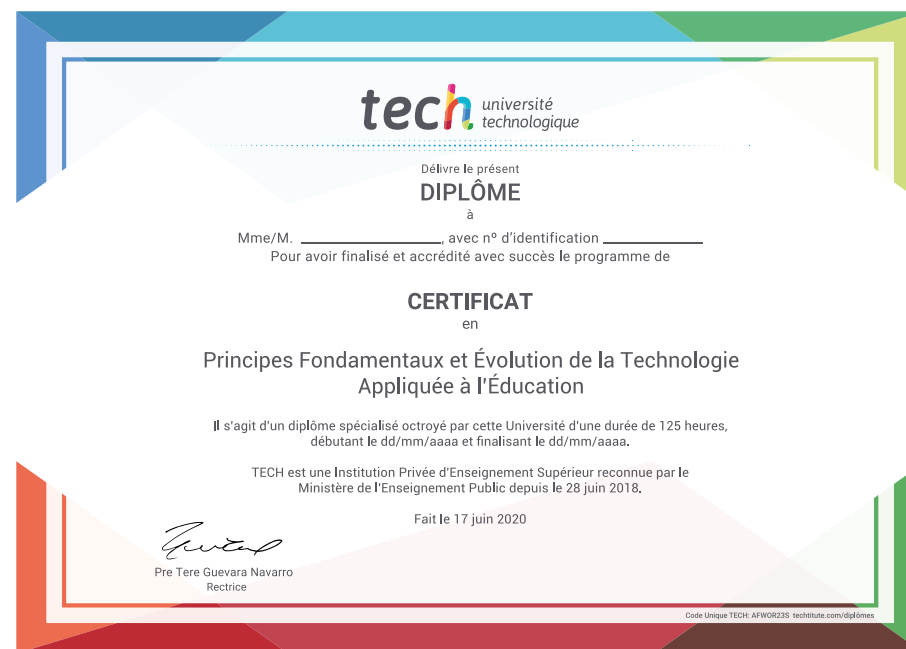 tech université
technologique
Délivre le présent
DIPLÔME
à
Mme/M. ____________________, avec nº d'identification ______________
Pour avoir finalisé et accrédité avec succès le programme de
CERTIFICAT
en
Principes Fondamentaux et Évolution de la Technologie
Appliquée à l'Éducation
Il s'agit d'un diplôme spécialisé octroyé par cette Université d'une durée de 125 heures,
débutant le dd/mm/aaaa et finalisant le dd/mm/aaaa.
TECH est une Institution Privée d'Enseignement Supérieur reconnue par le
Ministère de l'Enseignement Public depuis le 28 juin 2018.
Fait le 17 juin 2020
Pre Tere Guevara Navarro
Rectrice
Code Unique TECH: AFWOR23S techtitute.com/diplômes